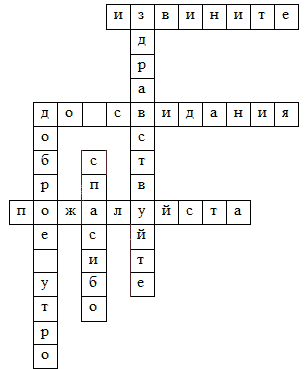 извините
здравствуйте
до свидания
доброе утро
спасибо
пожалуйста